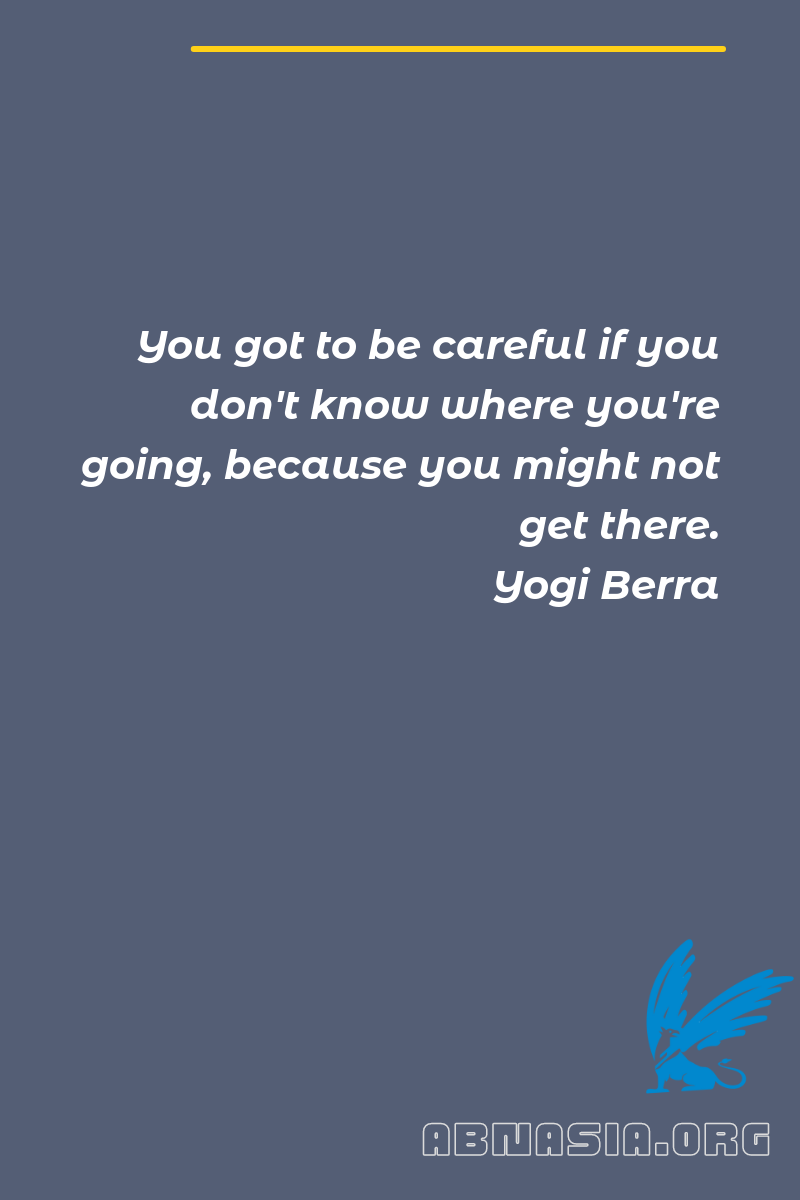 You got to be careful if you
don't know where you're
going, because you might not
get there.
Yogi Berra
ABNASIA.ORG